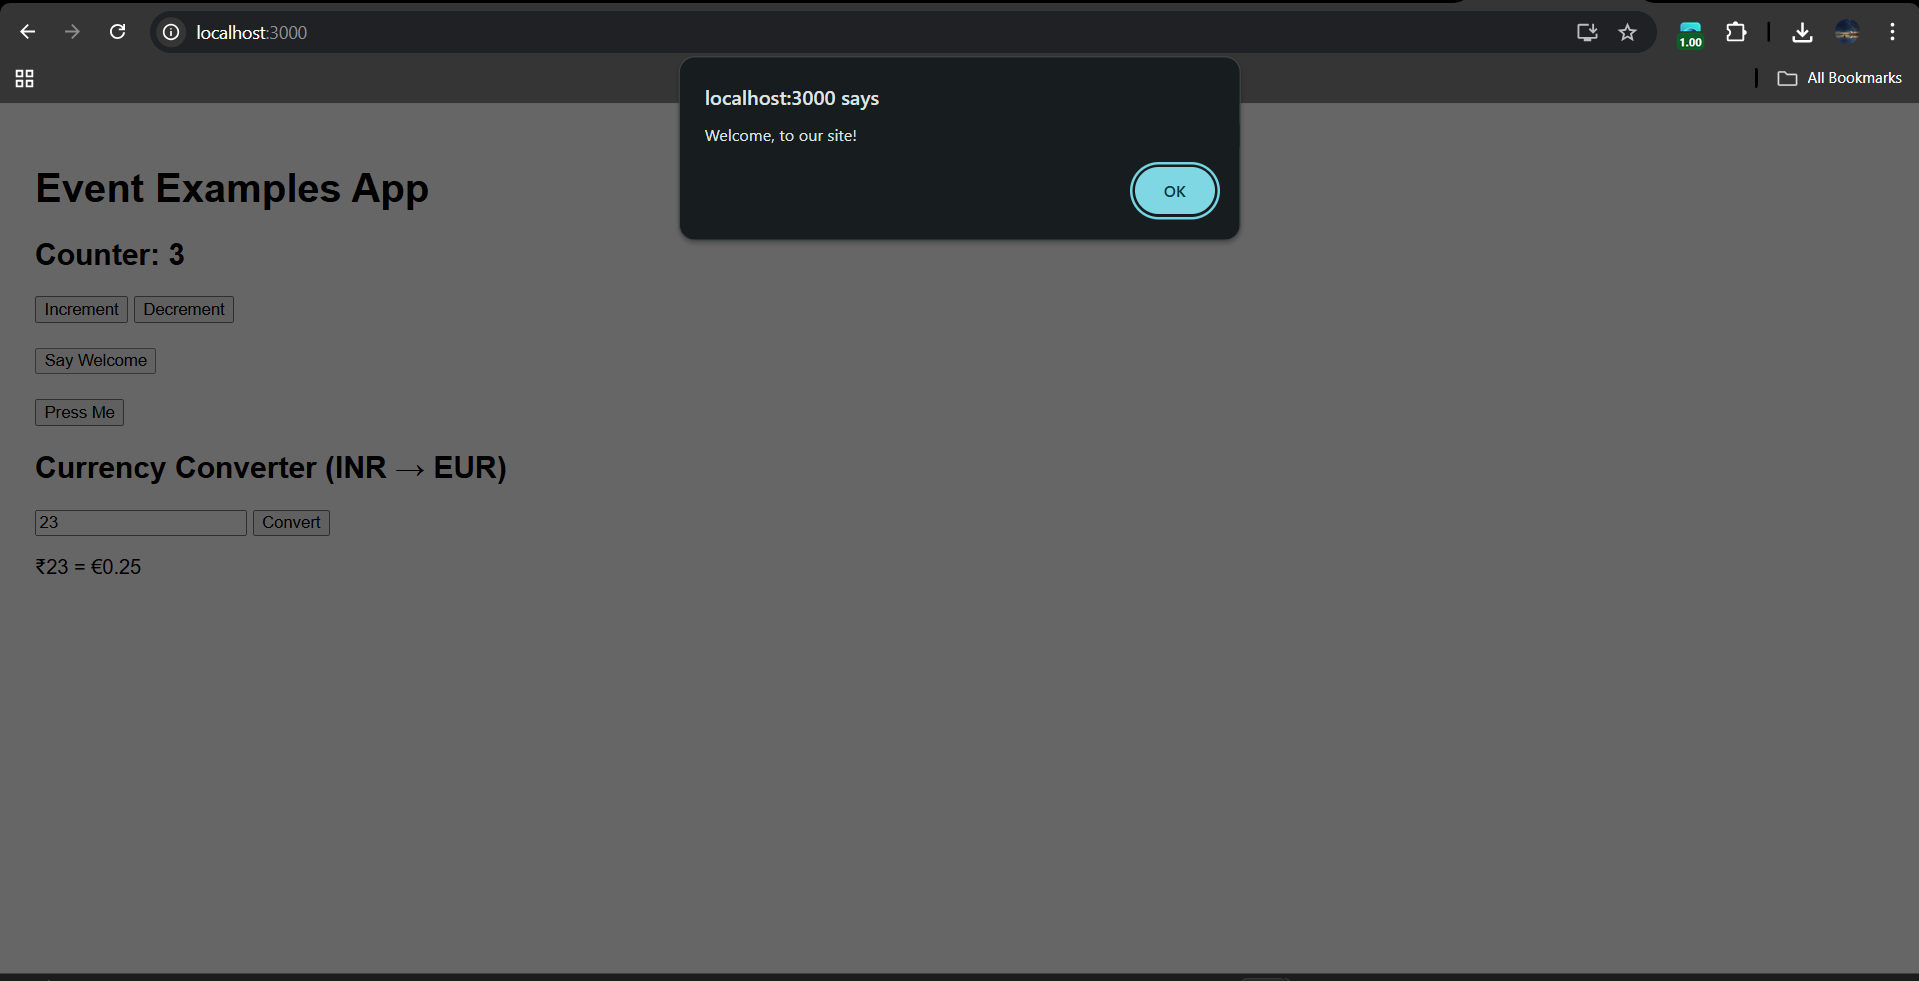 localhost:3000
1.00
All Bookmarks
localhost:3000 says
Welcome, to our site!
OK
Event Examples App
Counter: 3
Increment Decrement
Say Welcome
Press Me
Currency Converter (INR → EUR)
23 Convert
₹23 = €0.25